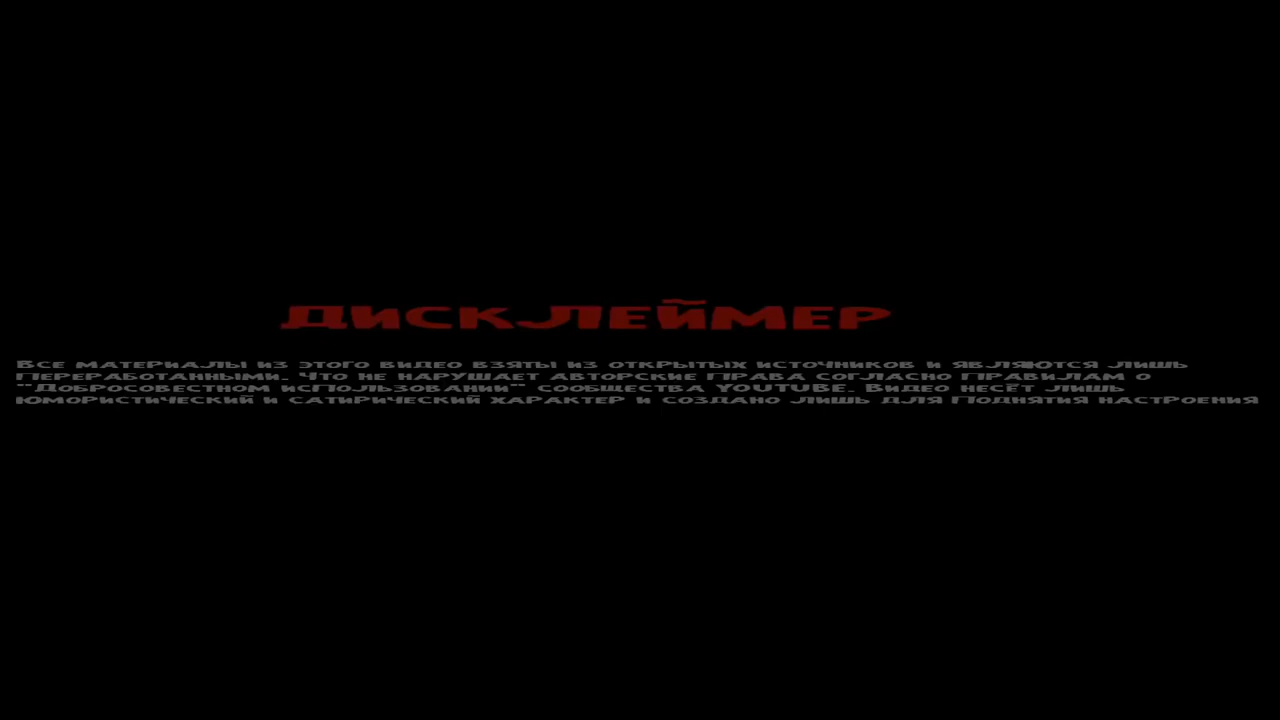 Дисклеймер
Все материалы из этого видео взяты из открытых источников и являются лишь
переработанными. Что не нарушает авторские права согласно правилам о
"Добросовестном использовании" сообщества YOUTUBE. Видео несёт лишь
юмористический и сатирический характер и создано лишь для поднятия настроения